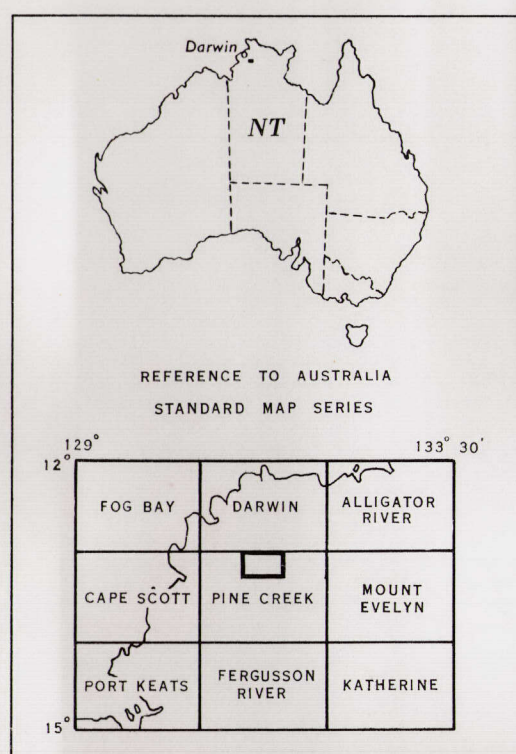 Darwin
NT
REFERENCE TO AUSTRALIA
STANDARD MAP SERIES
129° 133° 30'
12°
FOG BAY DARWIN ALLIGATOR RIVER
CAPE SCOTT PINE CREEK MOUNT EVELYN
PORT KEATS FERGUSSON RIVER KATHERINE
15°